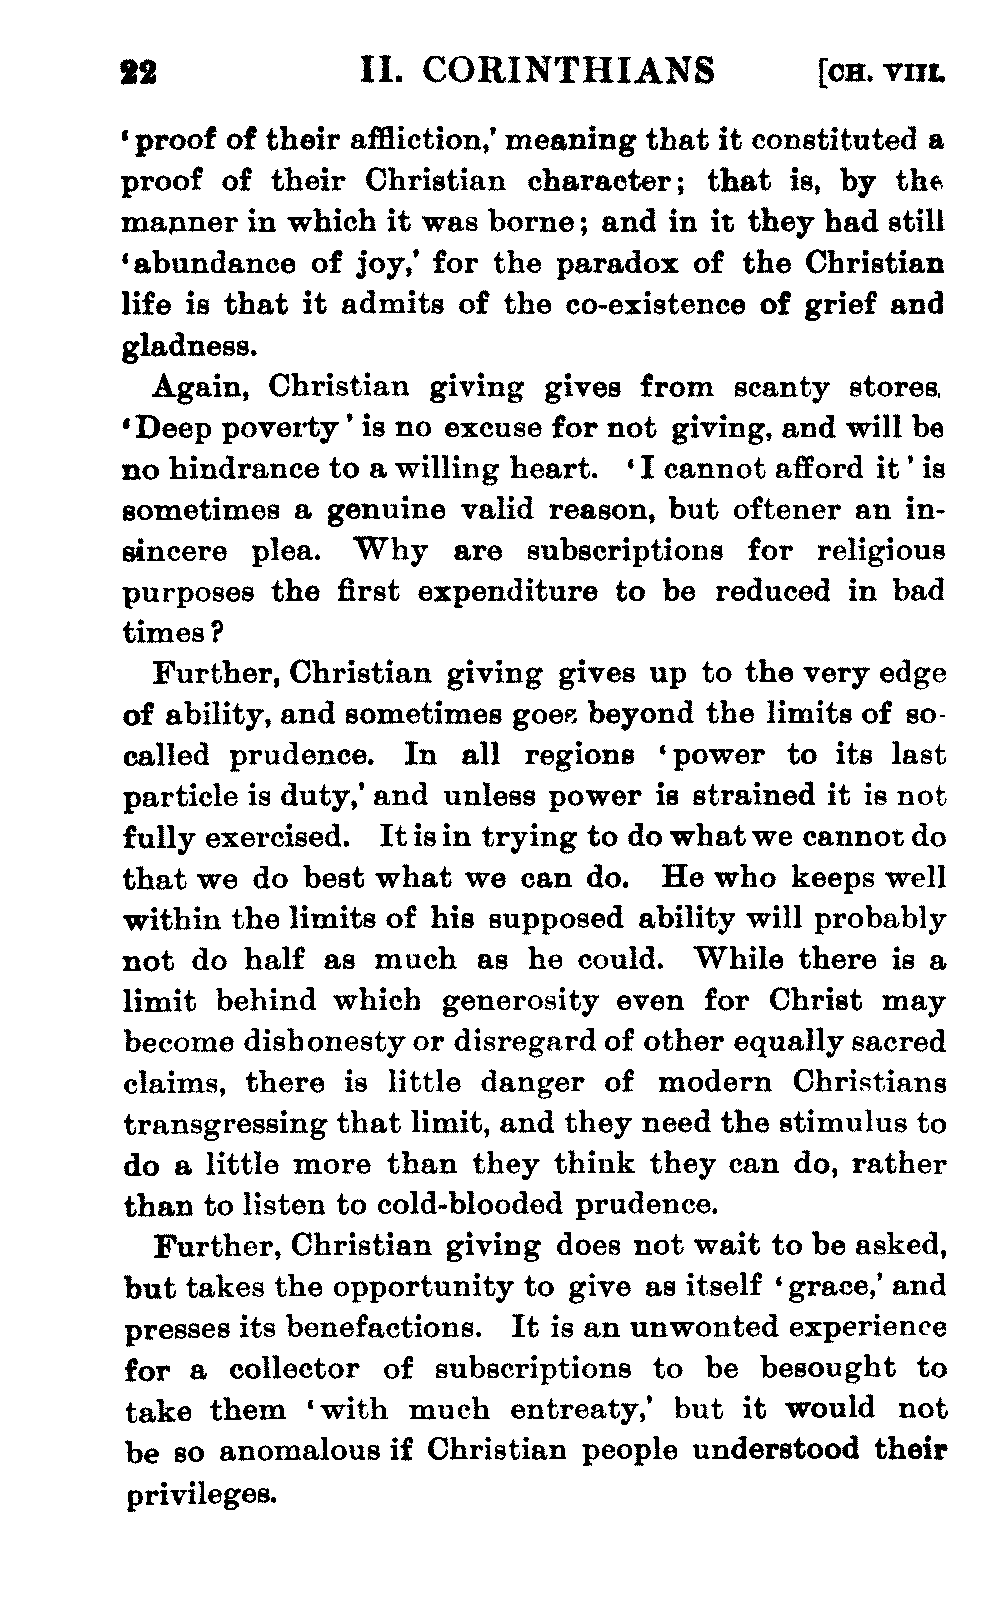 22 II. CORINTHIANS [CH. VIII.
‘proof of their affliction,’ meaning that it constituted a
proof of their Christian character; that is, by the
manner in which it was borne; and in it they had still
‘abundance of joy,’ for the paradox of the Christian
life is that it admits of the co-existence of grief and
gladness.
Again, Christian giving gives from scanty stores.
‘Deep poverty’ is no excuse for not giving, and will be
no hindrance to a willing heart. ‘I cannot afford it’ is
sometimes a genuine valid reason, but oftener an in-
sincere plea. Why are subscriptions for religious
purposes the first expenditure to be reduced in bad
times?
Further, Christian giving gives up to the very edge
of ability, and sometimes goes beyond the limits of so-
called prudence. In all regions ‘power to its last
particle is duty,’ and unless power is strained it is not
fully exercised. It is in trying to do what we cannot do
that we do best what we can do. He who keeps well
within the limits of his supposed ability will probably
not do half as much as he could. While there is a
limit behind which generosity even for Christ may
become dishonesty or disregard of other equally sacred
claims, there is little danger of modern Christians
transgressing that limit, and they need the stimulus to
do a little more than they think they can do, rather
than to listen to cold-blooded prudence.
Further, Christian giving does not wait to be asked,
but takes the opportunity to give as itself ‘grace,’ and
presses its benefactions. It is an unwonted experience
for a collector of subscriptions to be besought to
take them ‘with much entreaty,’ but it would not
be so anomalous if Christian people understood their
privileges.